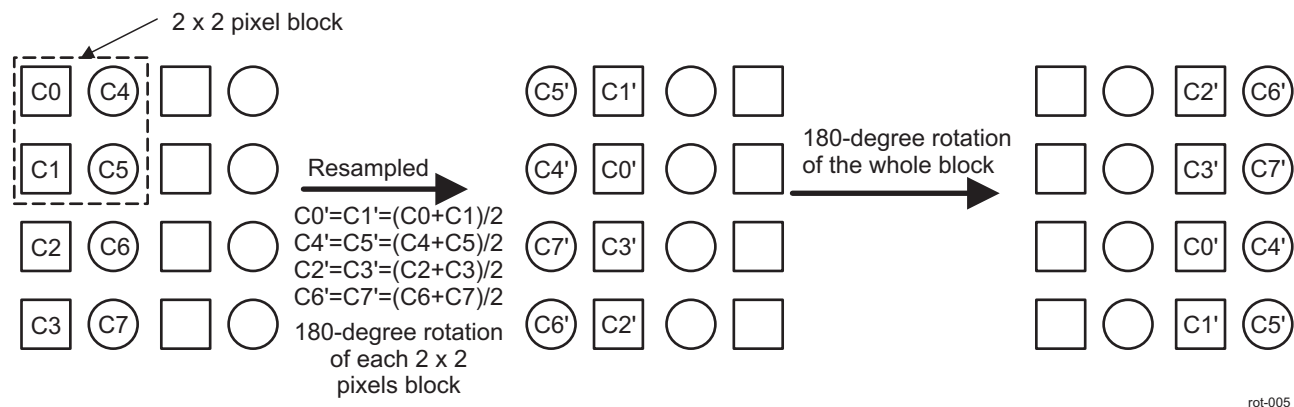 2 x 2 pixel block
C0 C4
C1 C5
C2 C6
C3 C7
Resampled
C0'=C1'=(C0+C1)/2
C4'=C5'=(C4+C5)/2
C2'=C3'=(C2+C3)/2
C6'=C7'=(C6+C7)/2
180-degree rotation
of each 2 x 2
pixels block
C5' C1'
C4' C0'
C7' C3'
C6' C2'
180-degree rotation
of the whole block
C2' C6'
C3' C7'
C0' C4'
C1' C5'
rot-005